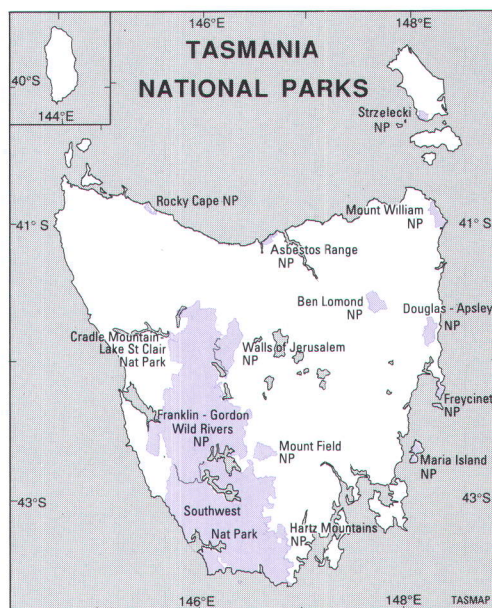 146°E
148°E
TASMANIA
NATIONAL PARKS
40°S
144°E
Strzelecki
NP
Rocky Cape NP
41° S
Mount William
NP
41°S
Asbestos Range
NP
Ben Lomond
NP
Douglas - Apsley
NP
Cradle Mountain-
Lake St Clair
Nat Park
Walls of Jerusalem
NP
Freycinet
NP
Franklin - Gordon
Wild Rivers
NP
Mount Field
NP
Maria Island
NP
43°S
43°S
Southwest
Nat Park
Hartz Mountains
NP
146°E
148°E
TASMAP